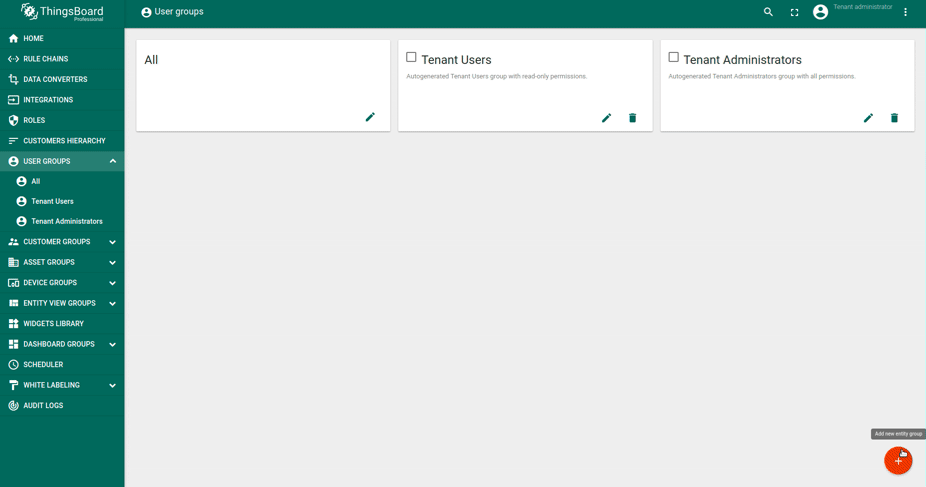 ThingsBoard
Professional
User groups
Tenant administrator
HOME
RULE CHAINS
DATA CONVERTERS
INTEGRATIONS
ROLES
CUSTOMERS HIERARCHY
USER GROUPS
All
Tenant Users
Tenant Administrators
CUSTOMER GROUPS
ASSET GROUPS
DEVICE GROUPS
ENTITY VIEW GROUPS
WIDGETS LIBRARY
DASHBOARD GROUPS
SCHEDULER
WHITE LABELING
AUDIT LOGS
All
Tenant Users
Autogenerated Tenant Users group with read-only permissions.
Tenant Administrators
Autogenerated Tenant Administrators group with all permissions.
Add new entity group